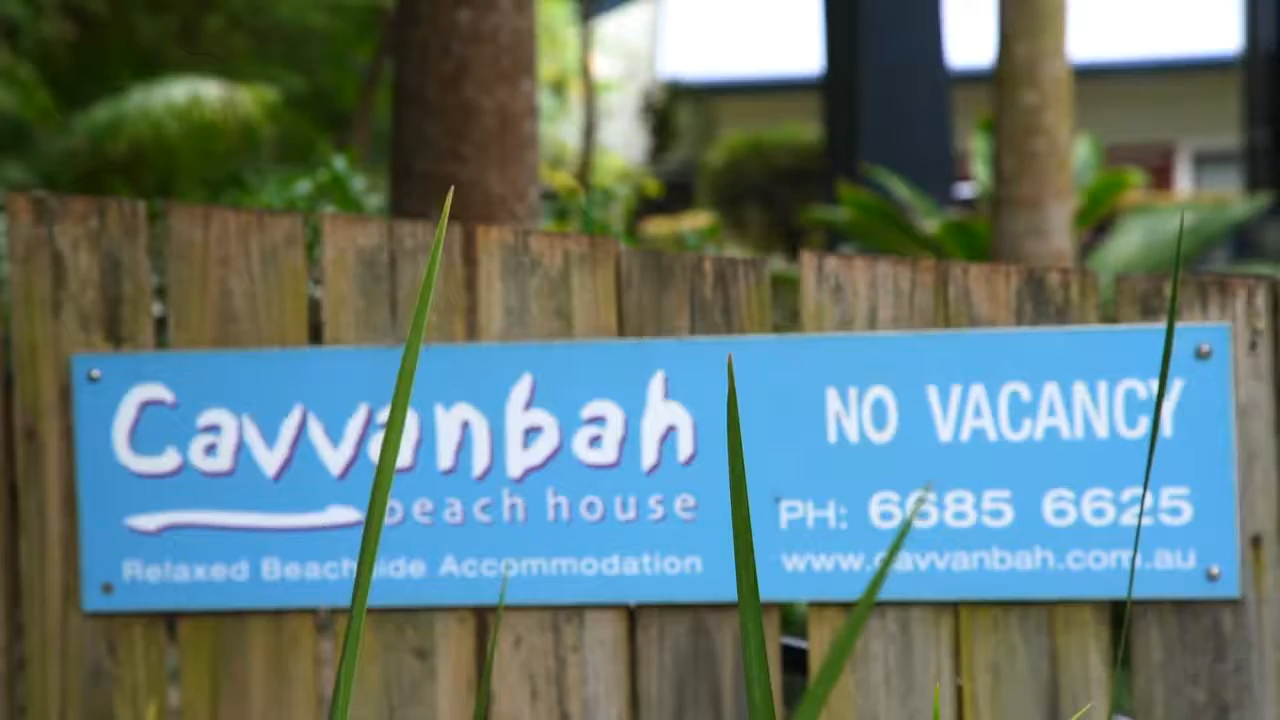 Cavvanbah
beach house
Relaxed Beachside Accommodation
NO VACANCY
PH: 6685 6625
www.cavvanbah.com.au